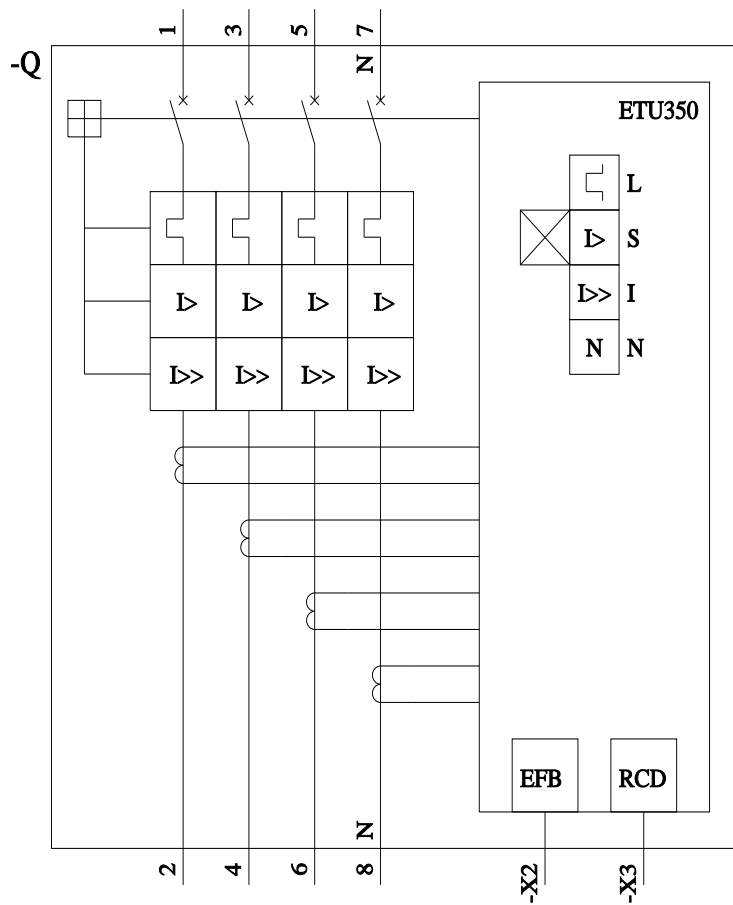 1 3 5 7
-Q
N
ETU350
L
I> S
I>> I
N N
I> I> I> I>
I>> I>> I>> I>>
EFB RCD
N
2 4 6 8
-X2 -X3